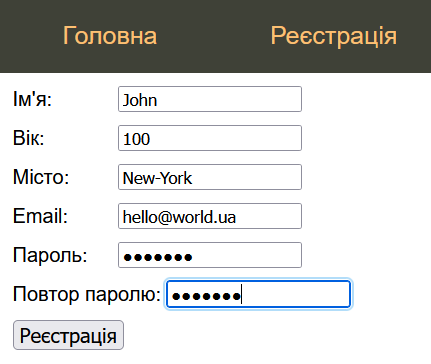 Головна Реєстрація
Ім'я: John
Вік: 100
Місто: New-York
Email: hello@world.ua
Пароль: ●●●●●●●
Повтор паролю: ●●●●●●●
Реєстрація